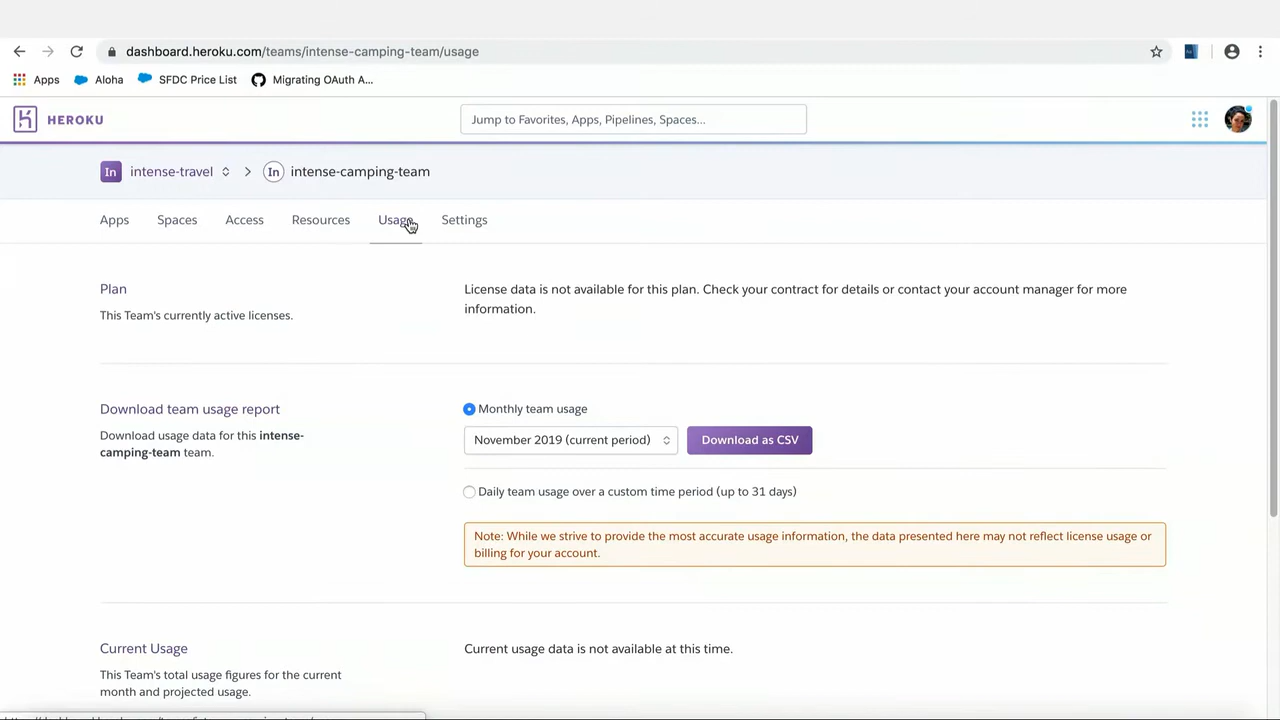 dashboard.heroku.com/teams/intense-camping-team/usage
Apps Aloha SFDC Price List Migrating OAuth A...
HEROKU Jump to Favorites, Apps, Pipelines, Spaces...
In intense-travel > In intense-camping-team
Apps Spaces Access Resources Usage Settings
Plan
This Team's currently active licenses.
License data is not available for this plan. Check your contract for details or contact your account manager for more
information.
Download team usage report
Download usage data for this intense-
camping-team team.
Monthly team usage
November 2019 (current period) Download as CSV
Daily team usage over a custom time period (up to 31 days)
Note: While we strive to provide the most accurate usage information, the data presented here may not reflect license usage or
billing for your account.
Current Usage
This Team's total usage figures for the current
month and projected usage.
Current usage data is not available at this time.